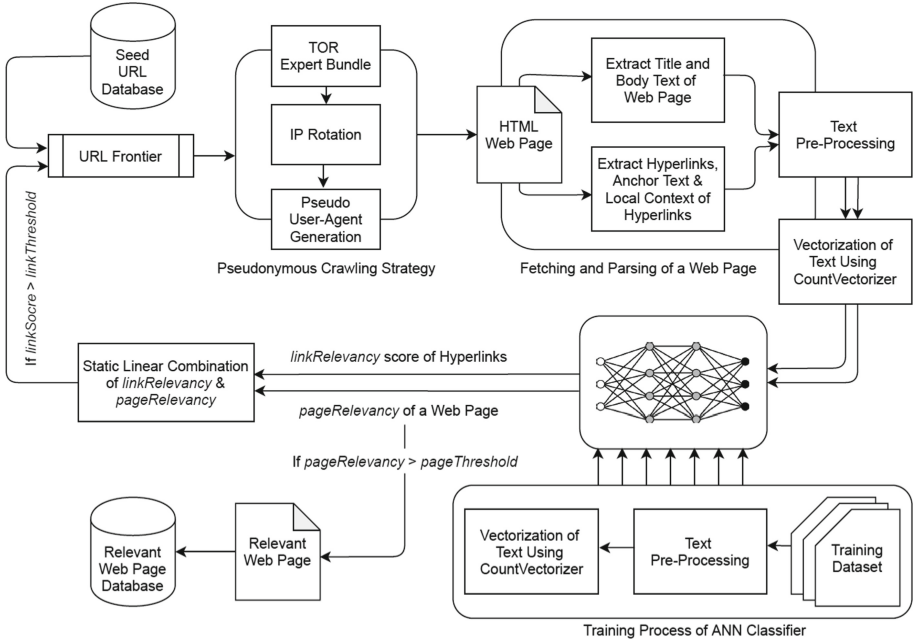 Seed
URL
Database
URL Frontier
TOR
Expert Bundle
IP Rotation
Pseudo
User-Agent
Generation
Pseudonymous Crawling Strategy
HTML
Web Page
Extract Title and
Body Text of
Web Page
Extract Hyperlinks,
Anchor Text &
Local Context of
Hyperlinks
Fetching and Parsing of a Web Page
Text
Pre-Processing
Vectorization of
Text Using
CountVectorizer
If linkSocre > linkThreshold
Static Linear Combination
of linkRelevancy &
pageRelevancy
linkRelevancy score of Hyperlinks
pageRelevancy of a Web Page
If pageRelevancy > pageThreshold
Relevant
Web Page
Database
Relevant
Web Page
Vectorization of
Text Using
CountVectorizer
Text
Pre-Processing
Training
Dataset
Training Process of ANN Classifier